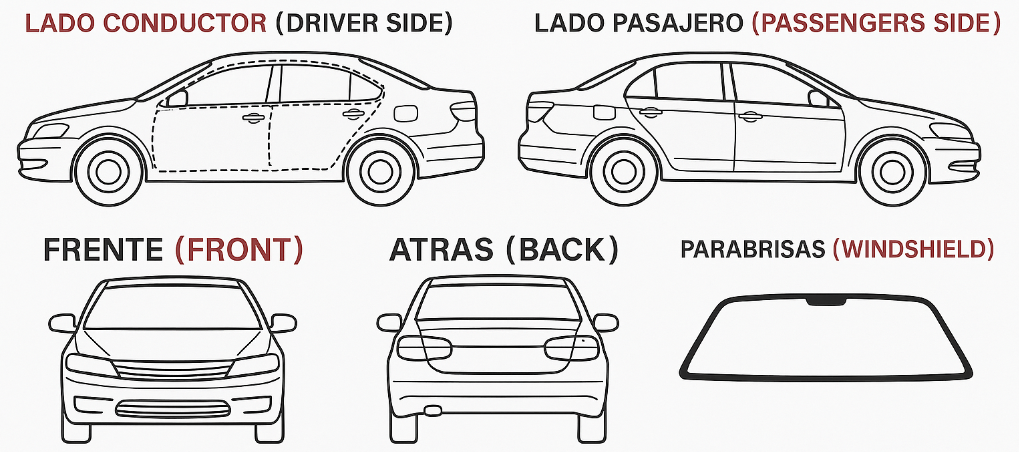 LADO CONDUCTOR (DRIVER SIDE)
LADO PASAJERO (PASSENGERS SIDE)
FRENTE (FRONT)
ATRAS (BACK)
PARABRISAS (WINDSHIELD)